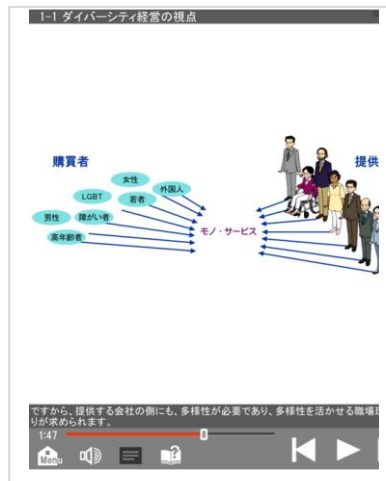 1-1 ダイバーシティ経営の視点
購買者
提供
女性
外国人
LGBT
若者
男性
障がい者
高年齢者
モノ・サービス
ですから、提供する会社の側にも、多様性が必要であり、多様性を活かせる職場環
りが求められます。
1:47
Menu